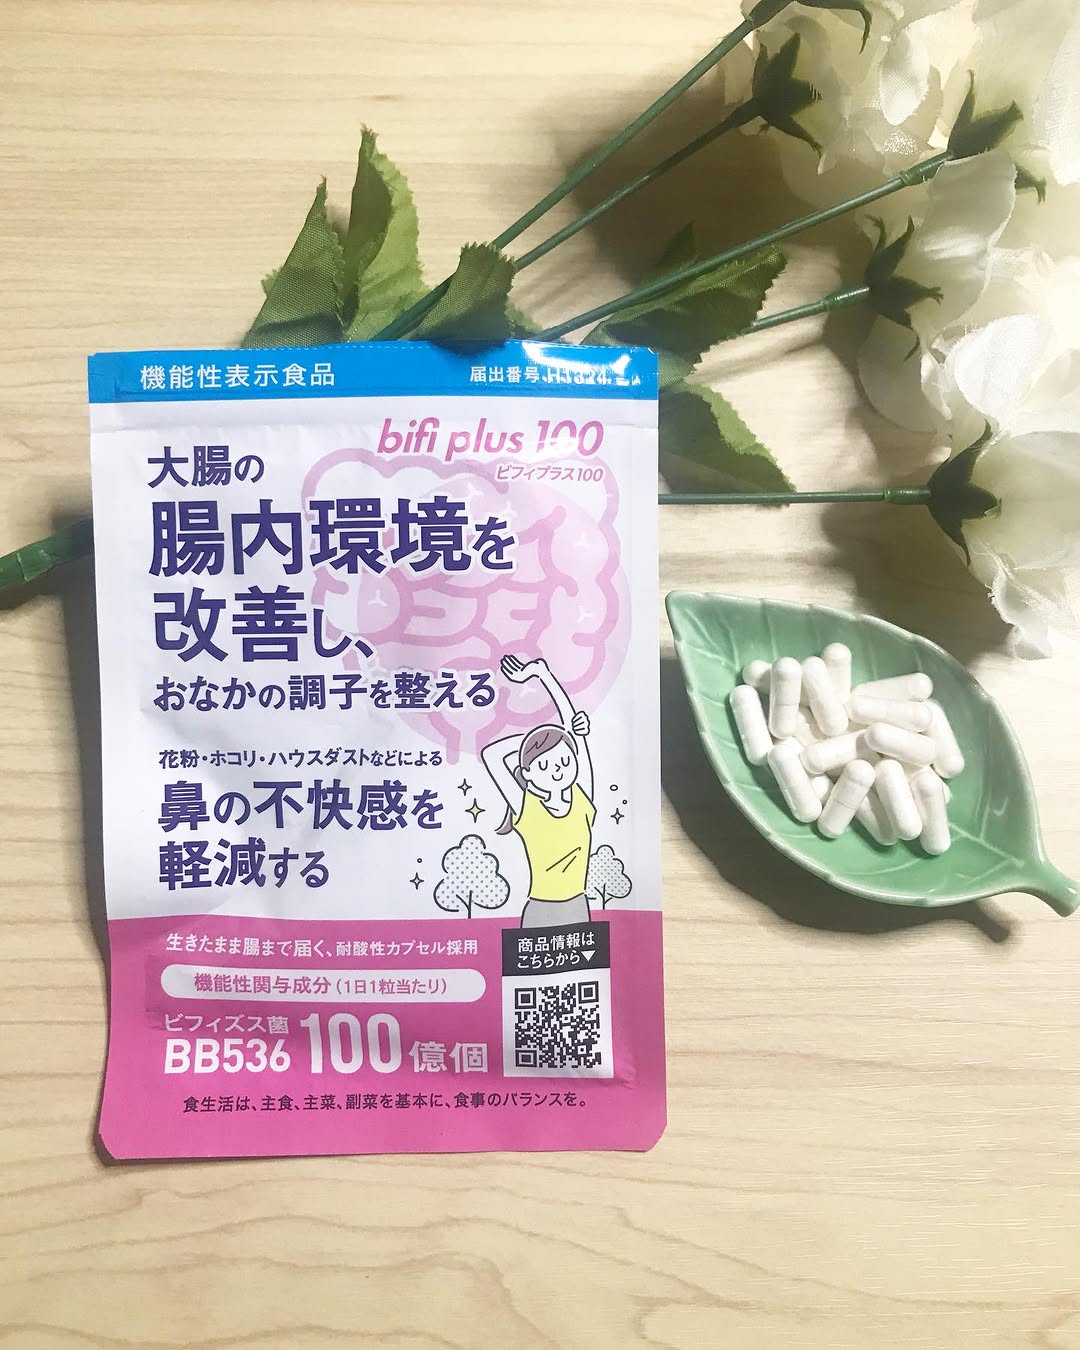 機能性表示食品
届出番号
bifi plus 100
ビフィプラス100
大腸の
腸内環境を
改善し、
おなかの調子を整える
花粉・ホコリ・ハウスダストなどによる
鼻の不快感を
軽減する
生きたまま腸まで届く、耐酸性カプセル採用
機能性関与成分(1日1粒当たり)
ビフィズス菌
BB536 100億個
商品情報は
こちらから▼
食生活は、主食、主菜、副菜を基本に、食事のバランスを。